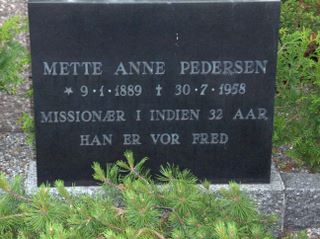 METTE ANNE PEDERSEN
* 9·1·1889 † 30·7·1958
MISSIONÆR I INDIEN 32 AAR
HAN ER VOR FRED